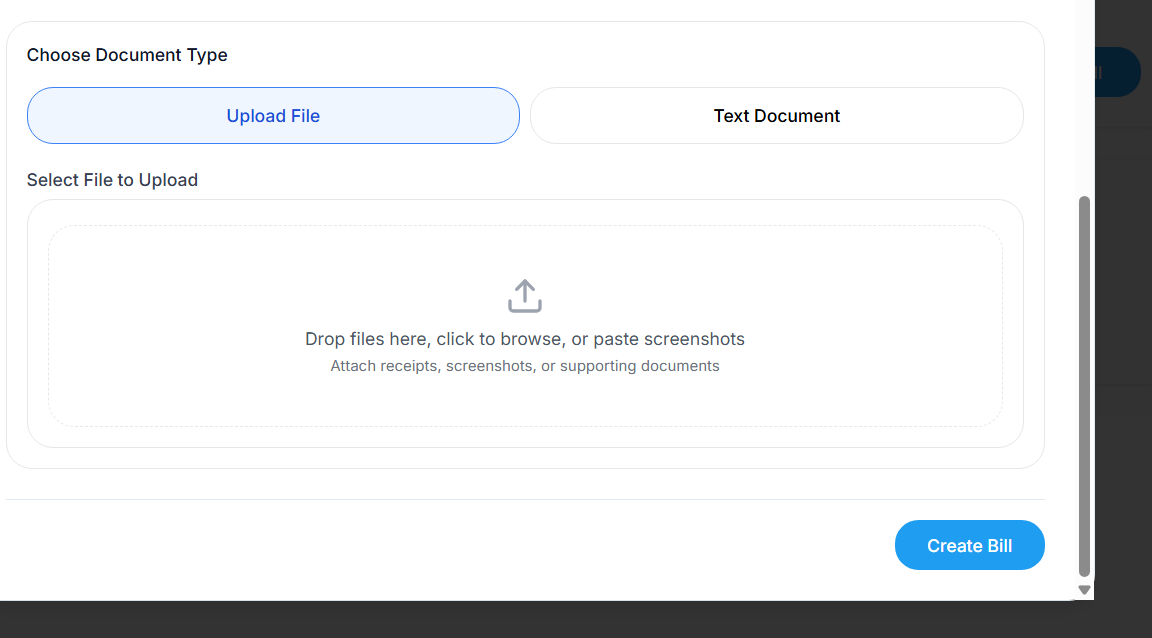 Choose Document Type
Upload File
Text Document
Select File to Upload
Drop files here, click to browse, or paste screenshots
Attach receipts, screenshots, or supporting documents
Create Bill